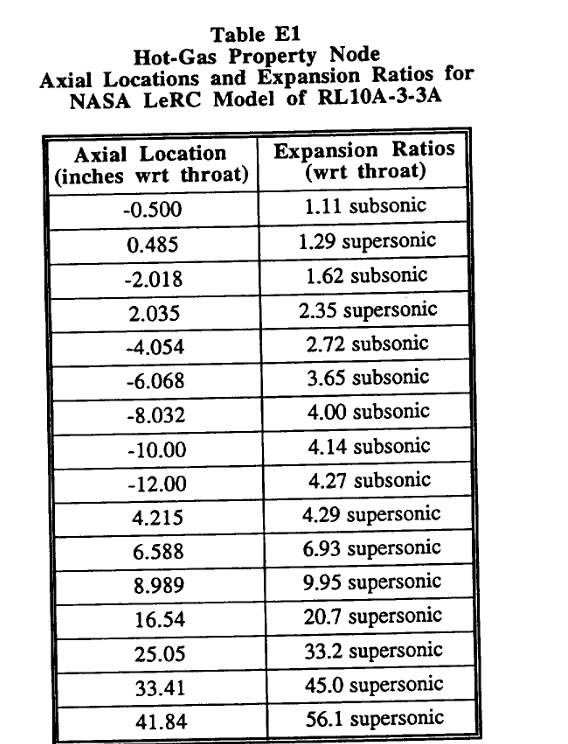 Table E1
Hot-Gas Property Node
Axial Locations and Expansion Ratios for
NASA LeRC Model of RL10A-3-3A
Axial Location Expansion Ratios
(inches wrt throat) (wrt throat)
-0.500 1.11 subsonic
0.485 1.29 supersonic
-2.018 1.62 subsonic
2.035 2.35 supersonic
-4.054 2.72 subsonic
-6.068 3.65 subsonic
-8.032 4.00 subsonic
-10.00 4.14 subsonic
-12.00 4.27 subsonic
4.215 4.29 supersonic
6.588 6.93 supersonic
8.989 9.95 supersonic
16.54 20.7 supersonic
25.05 33.2 supersonic
33.41 45.0 supersonic
41.84 56.1 supersonic